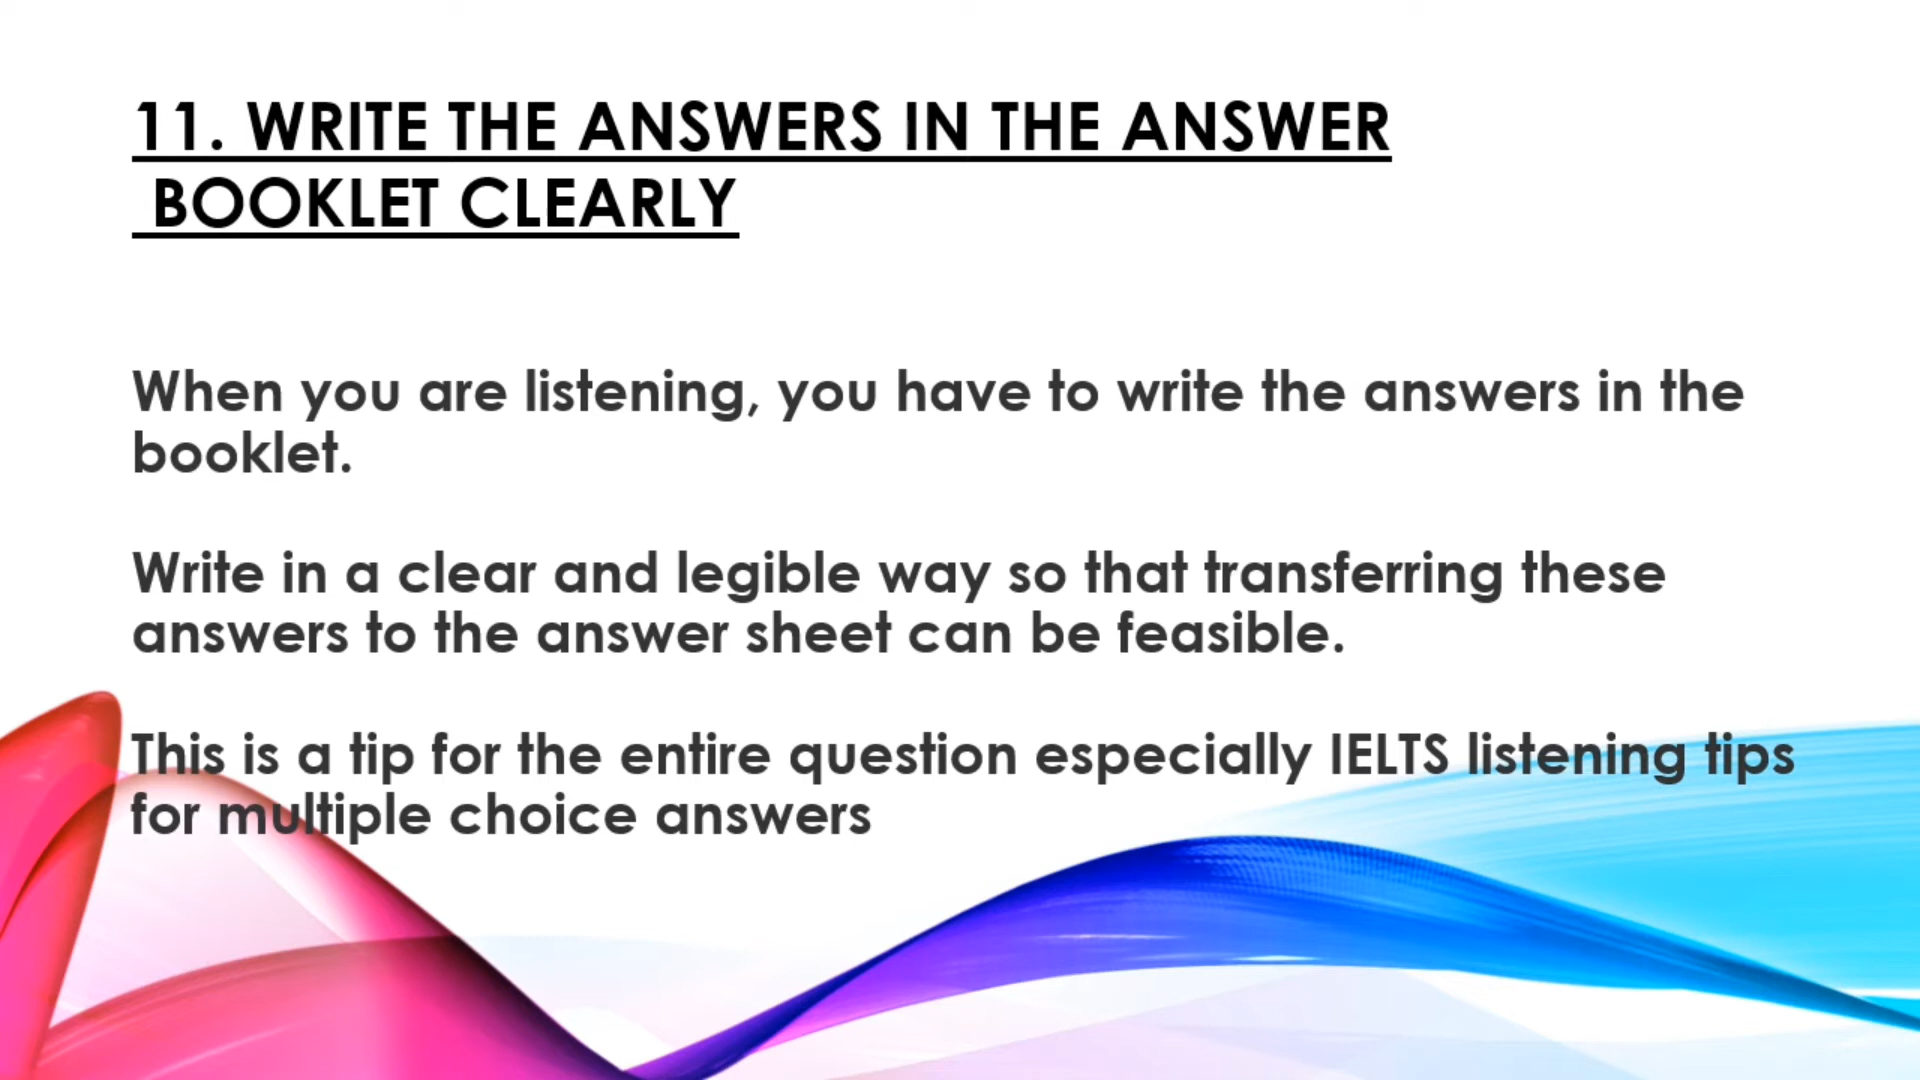 11. WRITE THE ANSWERS IN THE ANSWER
BOOKLET CLEARLY
When you are listening, you have to write the answers in the
booklet.
Write in a clear and legible way so that transferring these
answers to the answer sheet can be feasible.
This is a tip for the entire question especially IELTS listening tips
for multiple choice answers